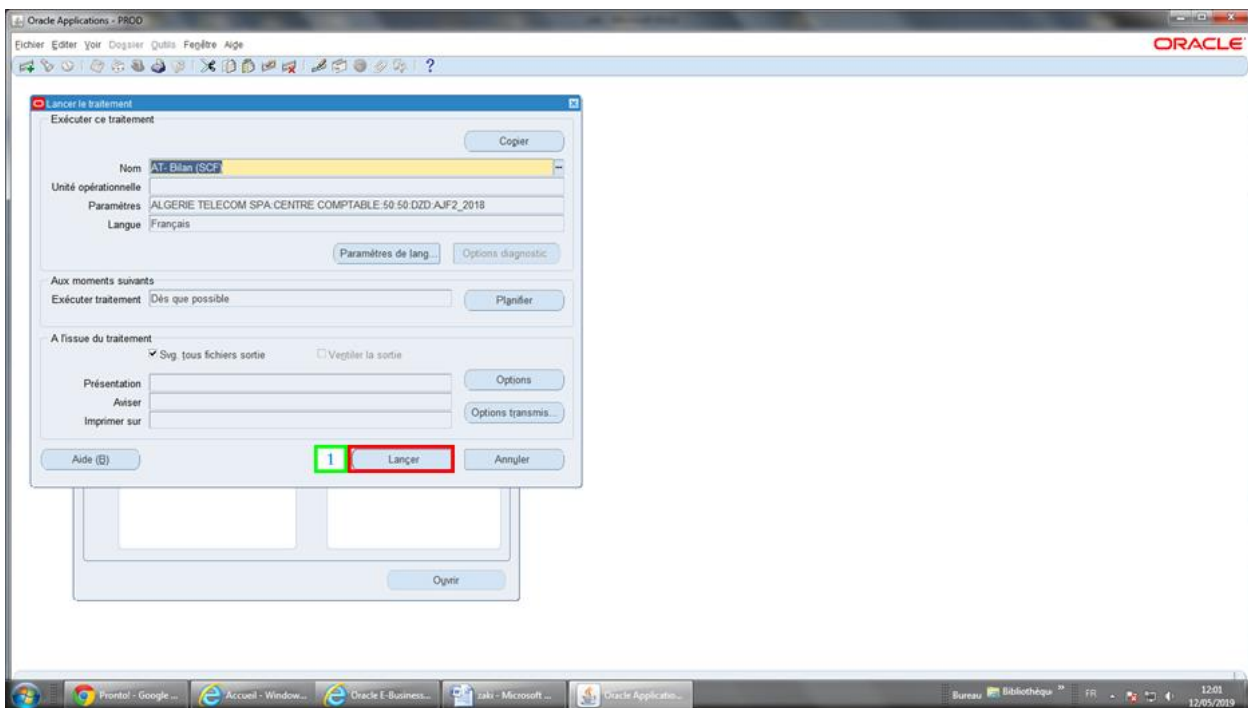 Oracle Applications - PROD
Fichier Editer Voir Dossier Outils Fenêtre Aide
ORACLE
?
Lancer le traitement
Exécuter ce traitement
Copier
Nom AT- Bilan (SCF)
Unité opérationnelle
Paramètres ALGERIE TELECOM SPA:CENTRE COMPTABLE:50:50:DZD:AJF2_2018
Langue Français
Paramètres de lang... Options diagnostic
Aux moments suivants
Exécuter traitement Dès que possible Planifier
A l'issue du traitement
Svg. tous fichiers sortie Ventiler la sortie
Présentation Options
Aviser
Options transmis...
Imprimer sur
Aide (B) 1 Lançer Annuler
Ouvrir
Pronto! - Google ... Accueil - Window... Oracle E-Business... zaki - Microsoft ... Oracle Applicatio... Bureau Bibliothèqu » FR 12:01
12/05/2019